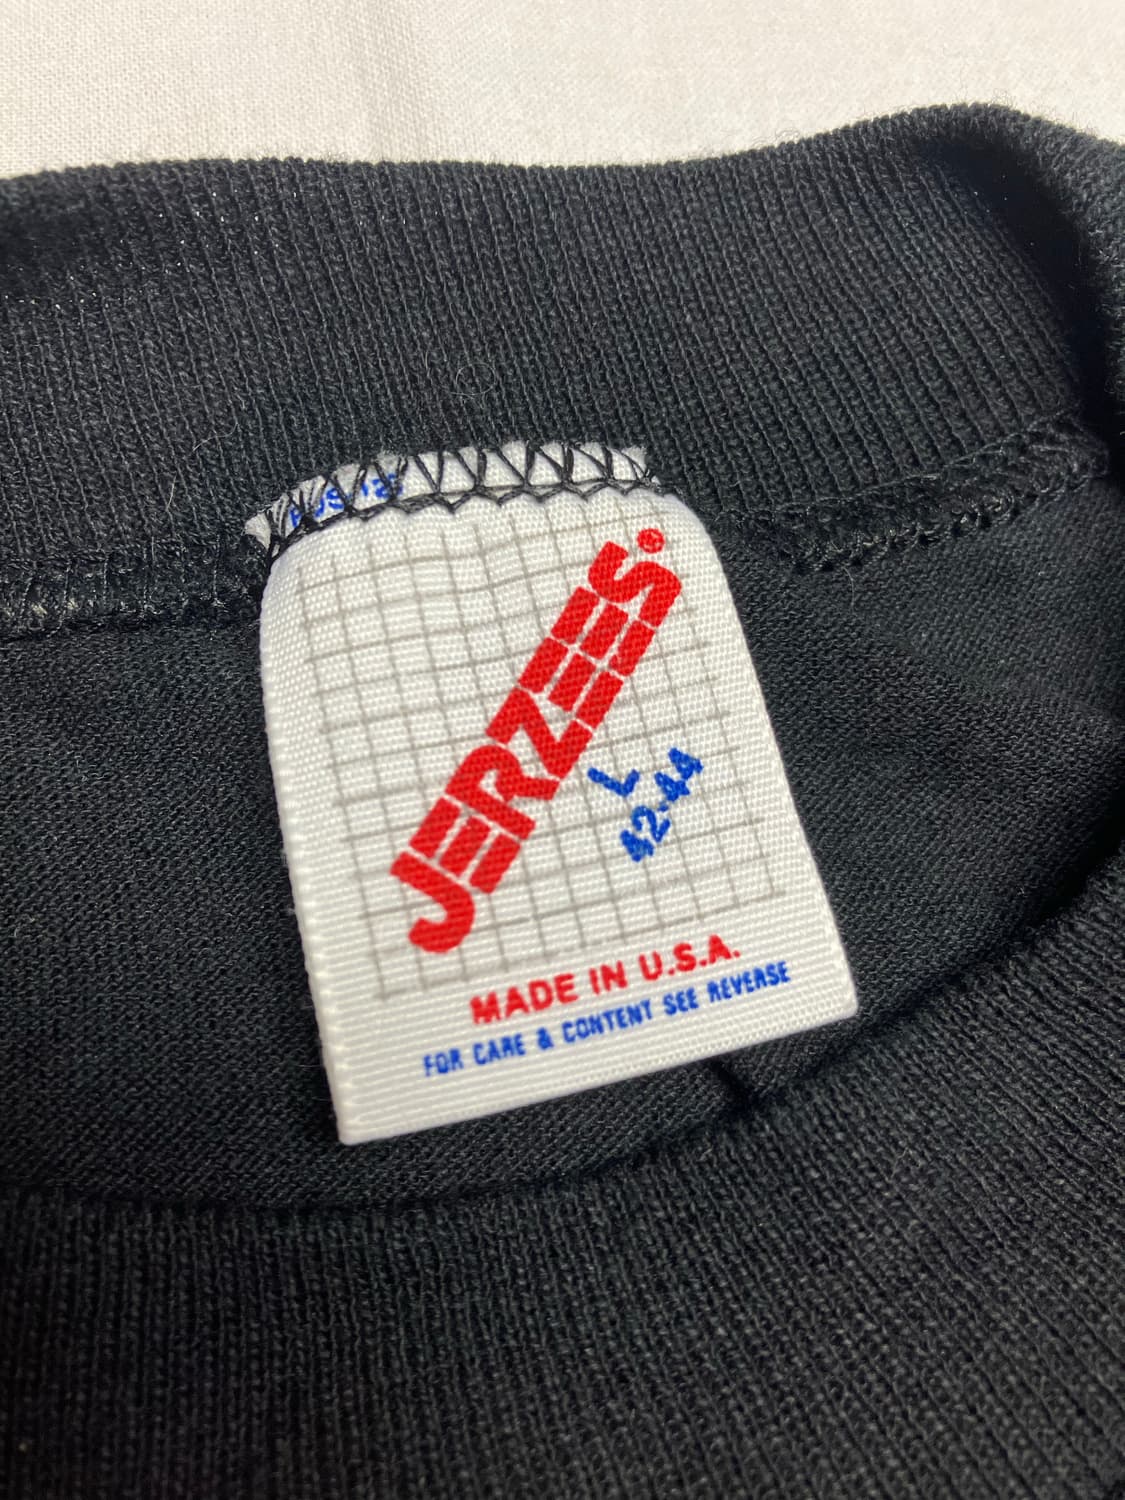 JERZEES®
L
42-44
MADE IN U.S.A.
FOR CARE & CONTENT SEE REVERSE